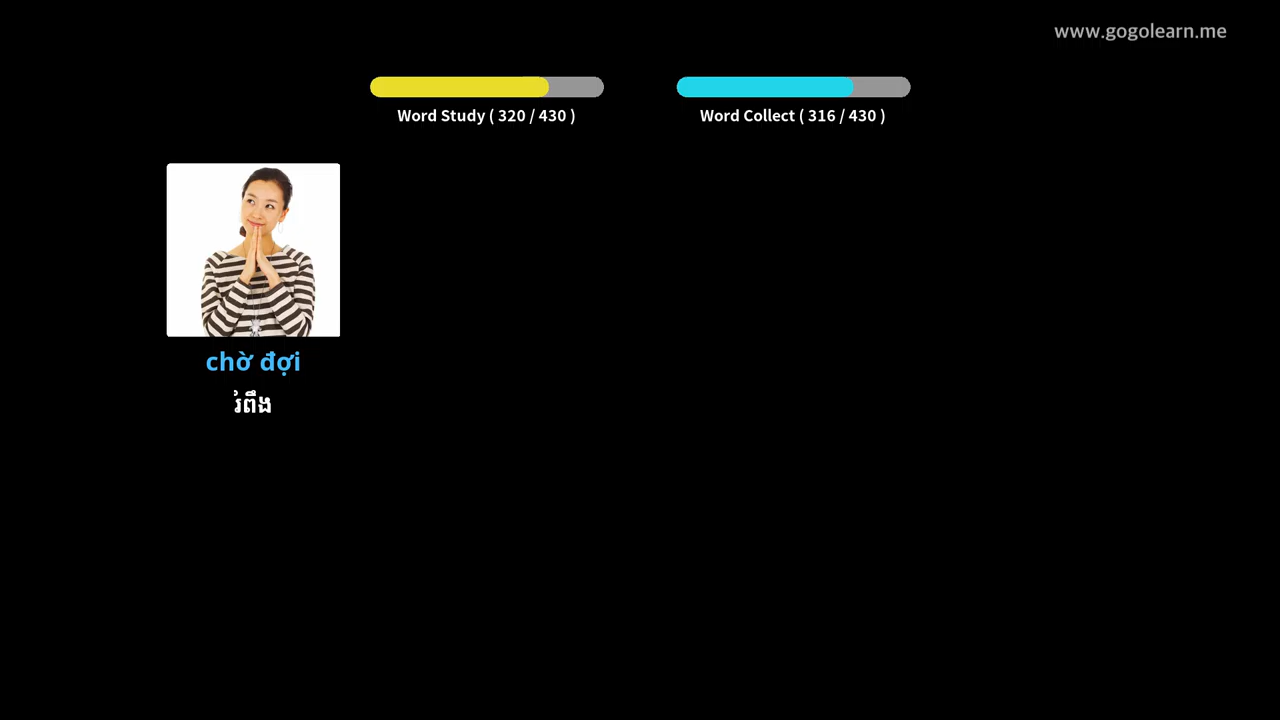 www.gogolearn.me
Word Study ( 320 / 430 )
Word Collect ( 316 / 430 )
chờ đợi
រំពឹង